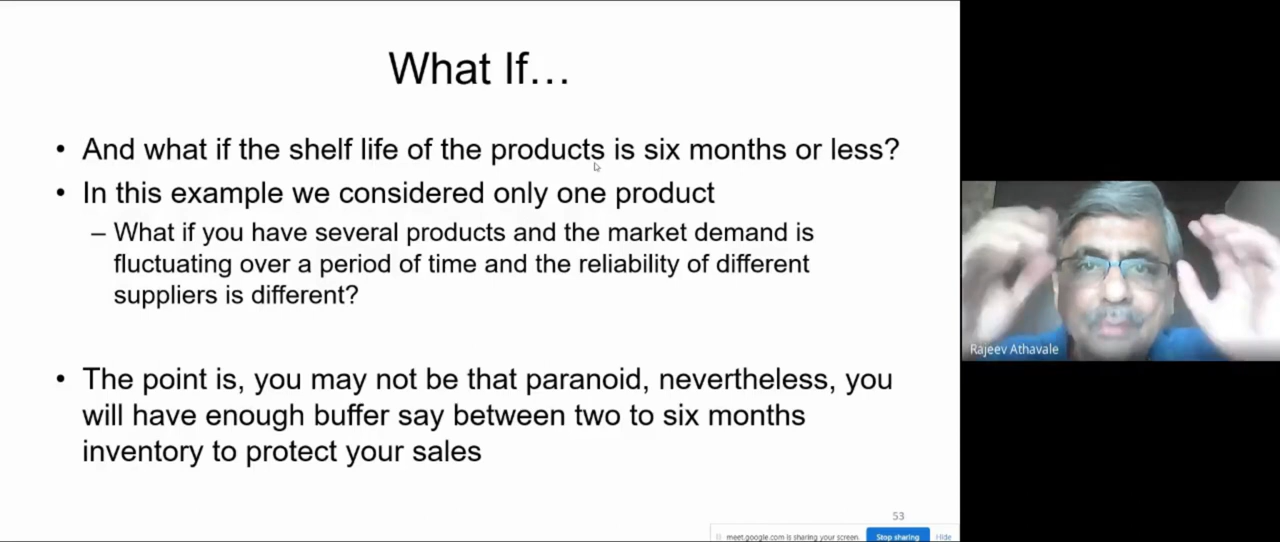 What If…
• And what if the shelf life of the products is six months or less?
• In this example we considered only one product
– What if you have several products and the market demand is
fluctuating over a period of time and the reliability of different
suppliers is different?
• The point is, you may not be that paranoid, nevertheless, you
will have enough buffer say between two to six months
inventory to protect your sales
Rajeev Athavale
53
meet.google.com is sharing your screen. Stop sharing Hide